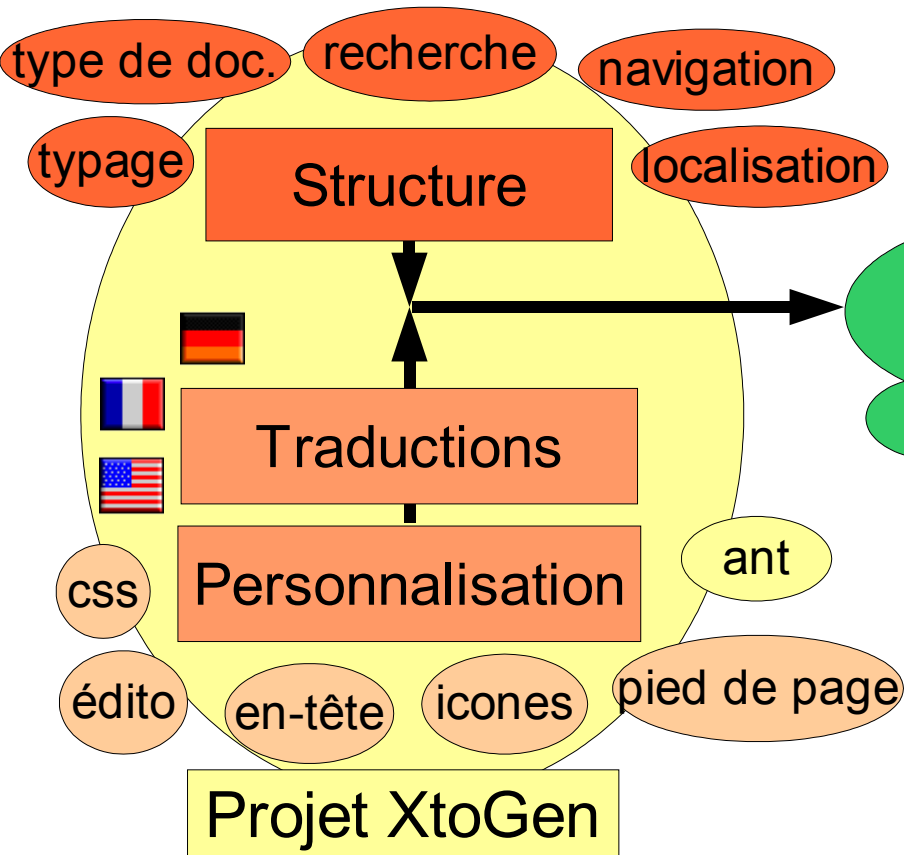 type de doc.
recherche
navigation
typage
localisation
Structure
Traductions
Personnalisation
ant
css
édito
en-tête
icones
pied de page
Projet XtoGen